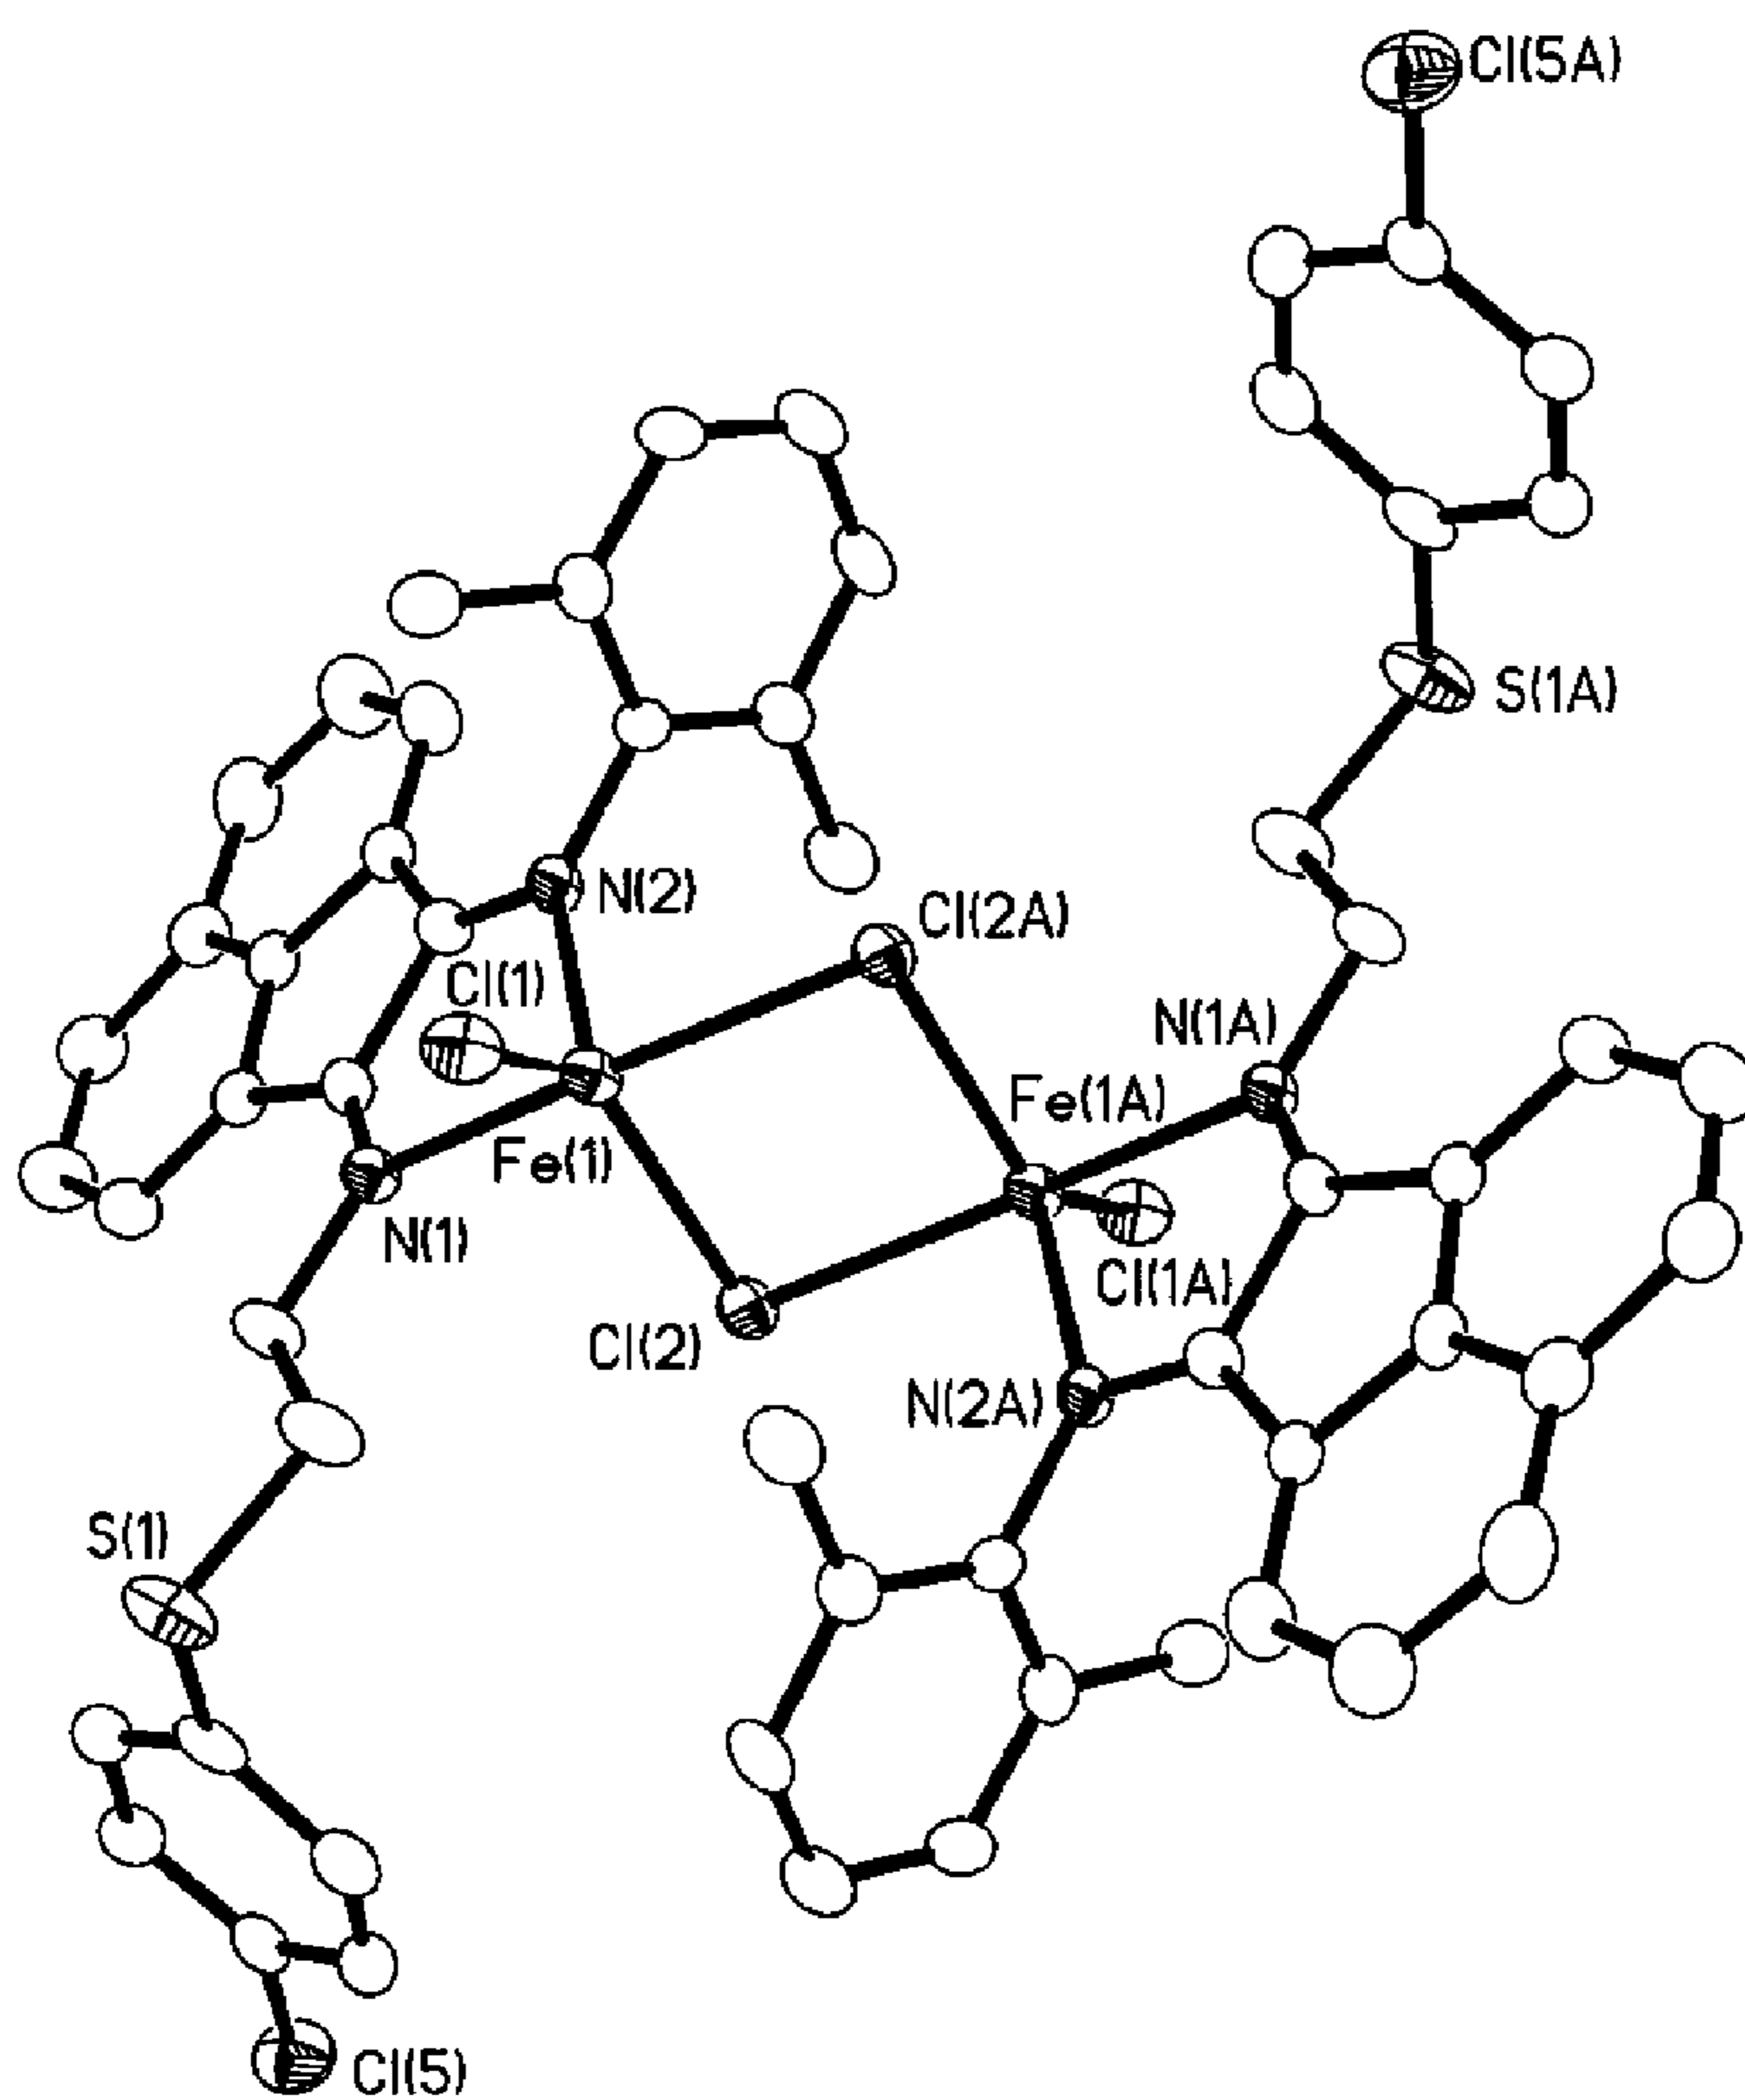 Cl(5A)
S(1A)
N(2)
Cl(2A)
Cl(1)
N(1A)
Fe(1A)
Fe(1)
N(1)
Cl(1A)
Cl(2)
N(2A)
S(1)
Cl(5)